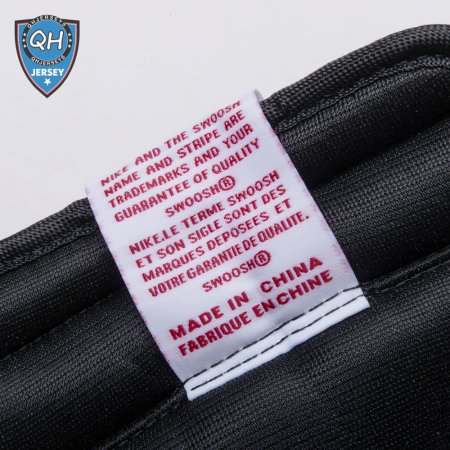 QHJERSETS
QH
QHJERSETS
JERSEY
NIKE AND THE SWOOSH
NAME AND STRIPE ARE
TRADEMARKS AND YOUR
GUARANTEE OF QUALITY
SWOOSH®
NIKE.LE TERME SWOOSH
ET SON SIGLE SONT DES
MARQUES DEPOSEES ET
VOTRE GARANTIE DE QUALITE.
SWOOSH®
MADE IN CHINA
FABRIQUE EN CHINE